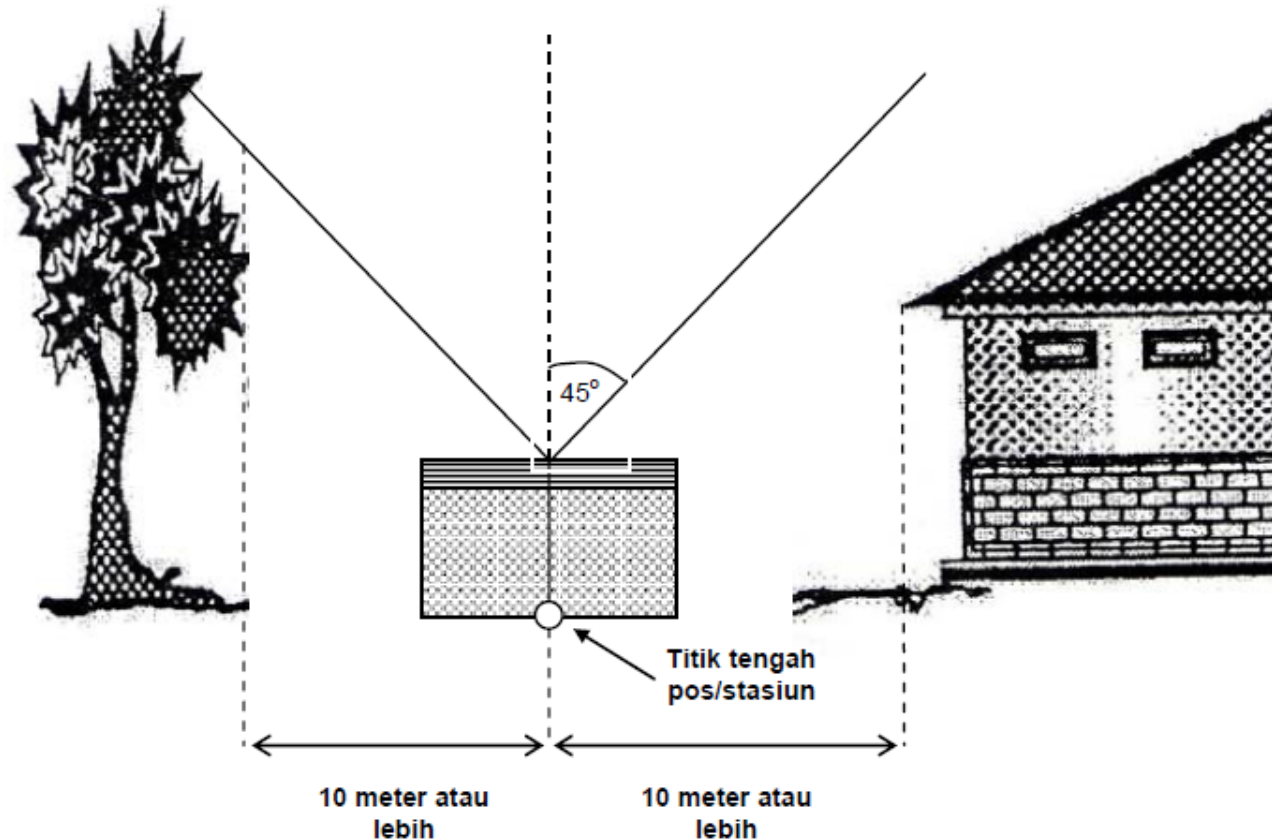 45°
Titik tengah
pos/stasiun
10 meter atau
lebih
10 meter atau
lebih